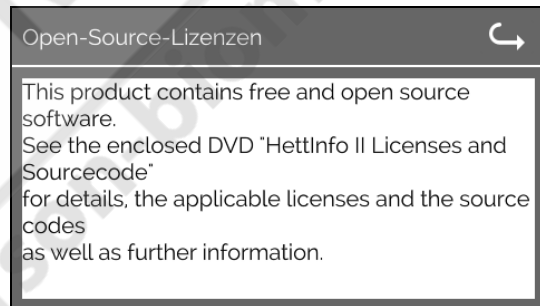 Open-Source-Lizenzen
This product contains free and open source
software.
See the enclosed DVD "HettInfo II Licenses and
Sourcecode"
for details, the applicable licenses and the source
codes
as well as further information.